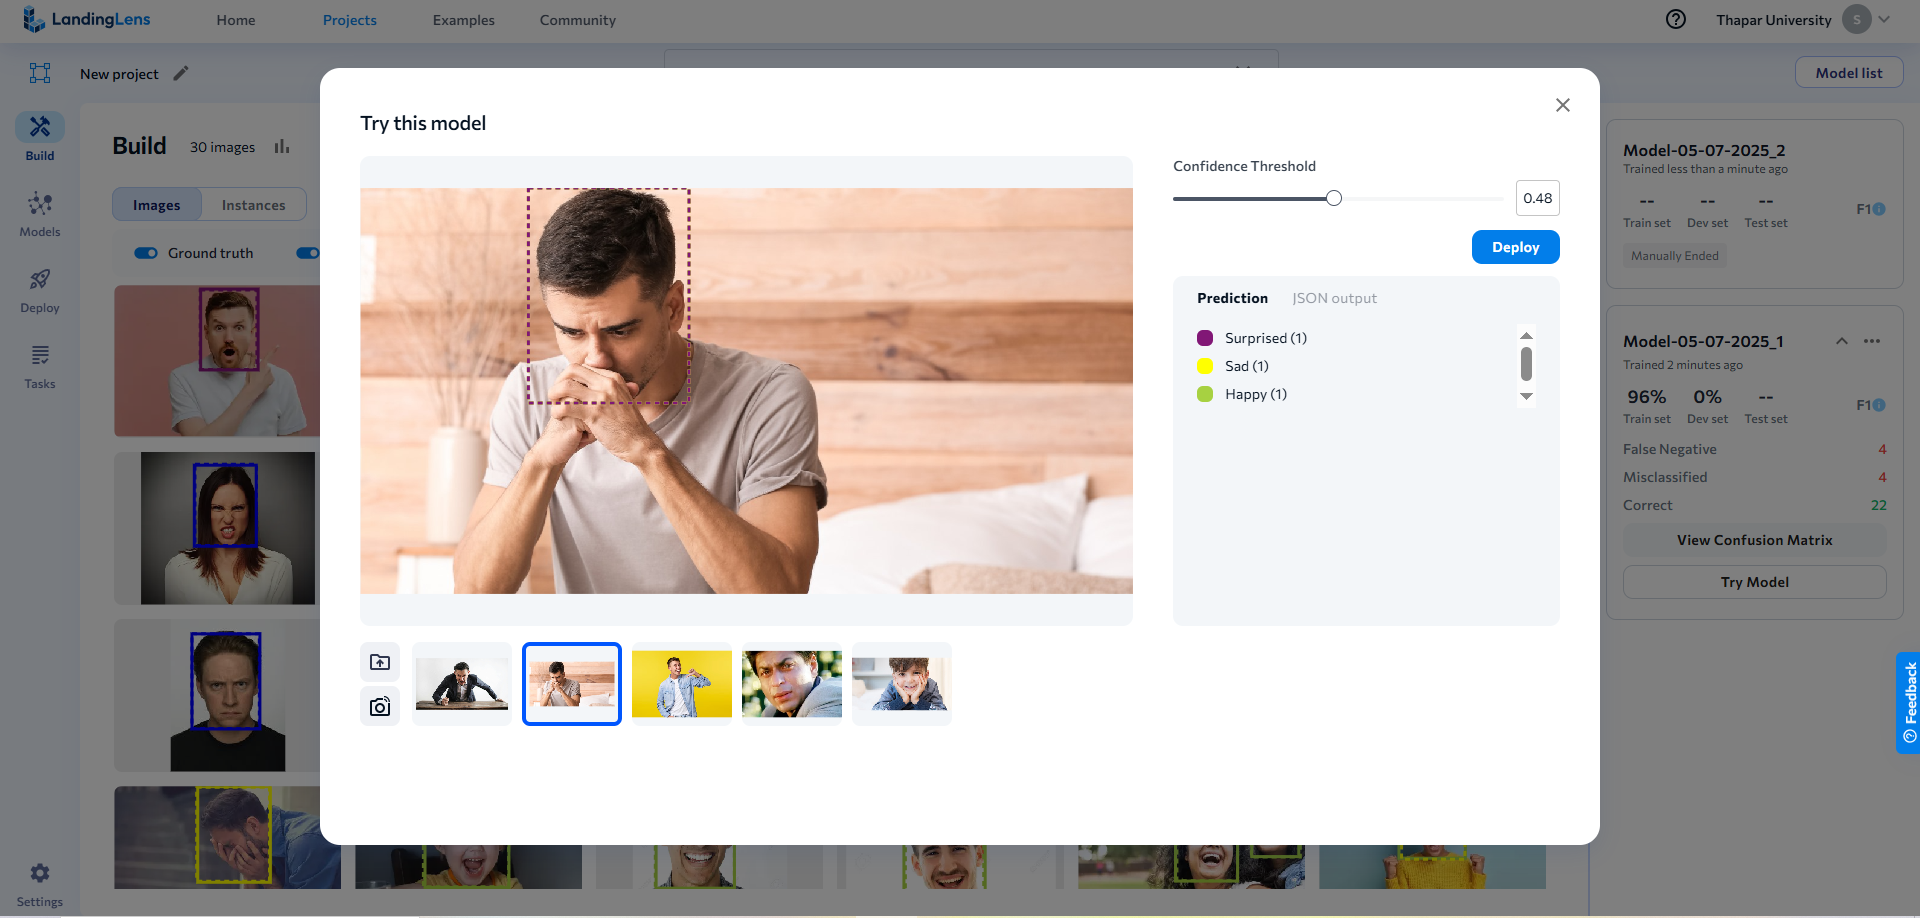 LandingLens
Home
Projects
Examples
Community
Thapar University
S
New project
Model list
Build
Models
Deploy
Tasks
Settings
Build
30 images
Images
Instances
Ground truth
Try this model
Confidence Threshold
0.48
Deploy
Prediction
JSON output
Surprised (1)
Sad (1)
Happy (1)
Model-05-07-2025_2
Trained less than a minute ago
-- -- --
Train set Dev set Test set
F1
Manually Ended
Model-05-07-2025_1
Trained 2 minutes ago
96% 0% --
Train set Dev set Test set
F1
False Negative 4
Misclassified 4
Correct 22
View Confusion Matrix
Try Model
Feedback